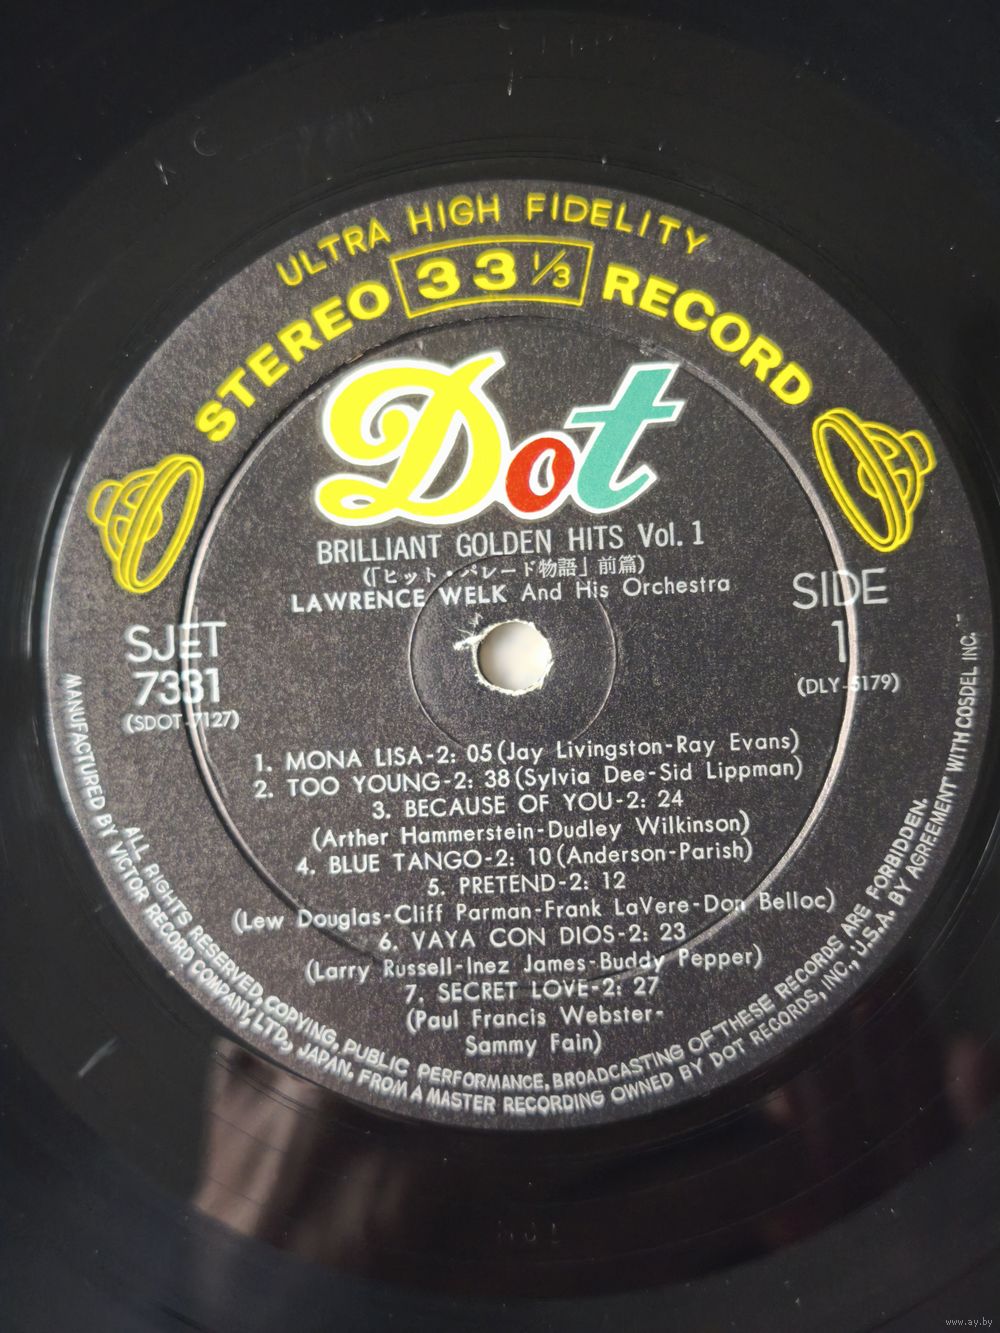 ULTRA HIGH FIDELITY
STEREO 33 1/3 RECORD
Dot
BRILLIANT GOLDEN HITS Vol. 1
(「ヒット・パレード物語」前篇)
LAWRENCE WELK And His Orchestra
SJET
7331
(SDOT-7127)
SIDE
1
(DLY-5179)
1. MONA LISA-2: 05 (Jay Livingston-Ray Evans)
2. TOO YOUNG-2: 38 (Sylvia Dee-Sid Lippman)
3. BECAUSE OF YOU-2: 24
(Arther Hammerstein-Dudley Wilkinson)
4. BLUE TANGO-2: 10 (Anderson-Parish)
5. PRETEND-2: 12
(Lew Douglas-Cliff Parman-Frank LaVere-Don Belloc)
6. VAYA CON DIOS-2: 23
(Larry Russell-Inez James-Buddy Pepper)
7. SECRET LOVE-2: 27
(Paul Francis Webster-
Sammy Fain)
ALL RIGHTS RESERVED, COPYING, PUBLIC PERFORMANCE, BROADCASTING OF THESE RECORDS ARE FORBIDDEN.
MANUFACTURED BY VICTOR RECORD COMPANY, LTD., JAPAN. FROM A MASTER RECORDING OWNED BY DOT RECORDS, INC., U.S.A. BY AGREEMENT WITH COSDEL INC.
www.ay.by